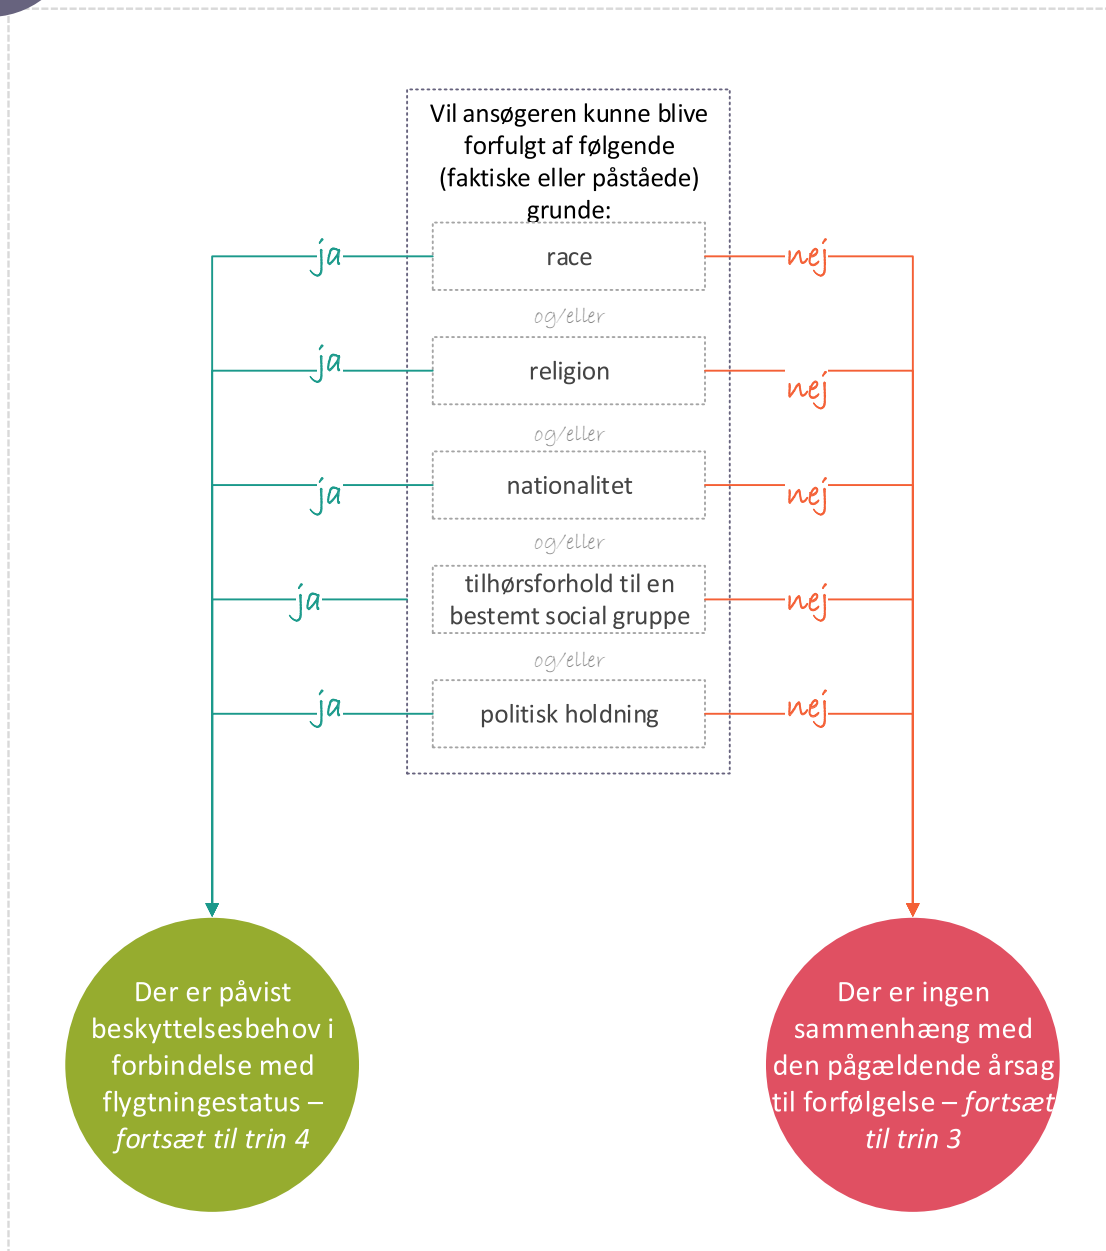 Vil ansøgeren kunne blive
forfulgt af følgende
(faktiske eller påståede)
grunde:
ja
race
nej
og/eller
ja
religion
nej
og/eller
ja
nationalitet
nej
og/eller
ja
tilhørsforhold til en
bestemt social gruppe
nej
og/eller
ja
politisk holdning
nej
Der er påvist
beskyttelsesbehov i
forbindelse med
flygtningestatus –
fortsæt til trin 4
Der er ingen
sammenhæng med
den pågældende årsag
til forfølgelse – fortsæt
til trin 3